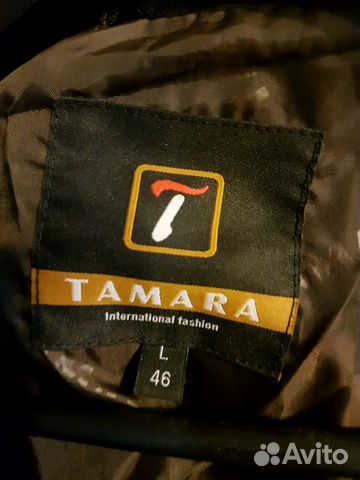 T
TAMARA
International fashion
L
46
Avito